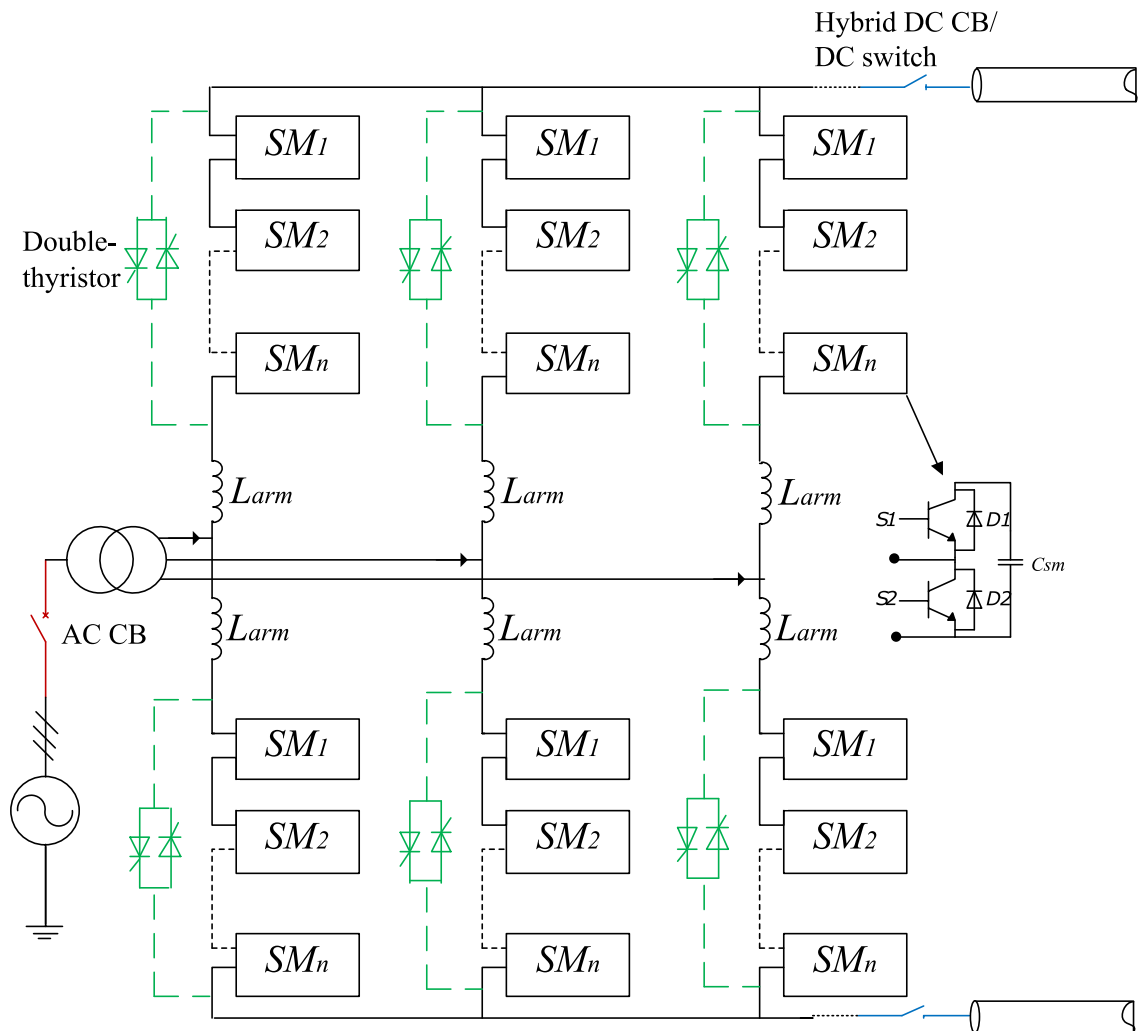 Hybrid DC CB/
DC switch
SM1
SM1
SM1
Double-
thyristor
SM2
SM2
SM2
SMn
SMn
SMn
Larm
Larm
Larm
S1
D1
Csm
S2
D2
AC CB
Larm
Larm
Larm
SM1
SM1
SM1
SM2
SM2
SM2
SMn
SMn
SMn